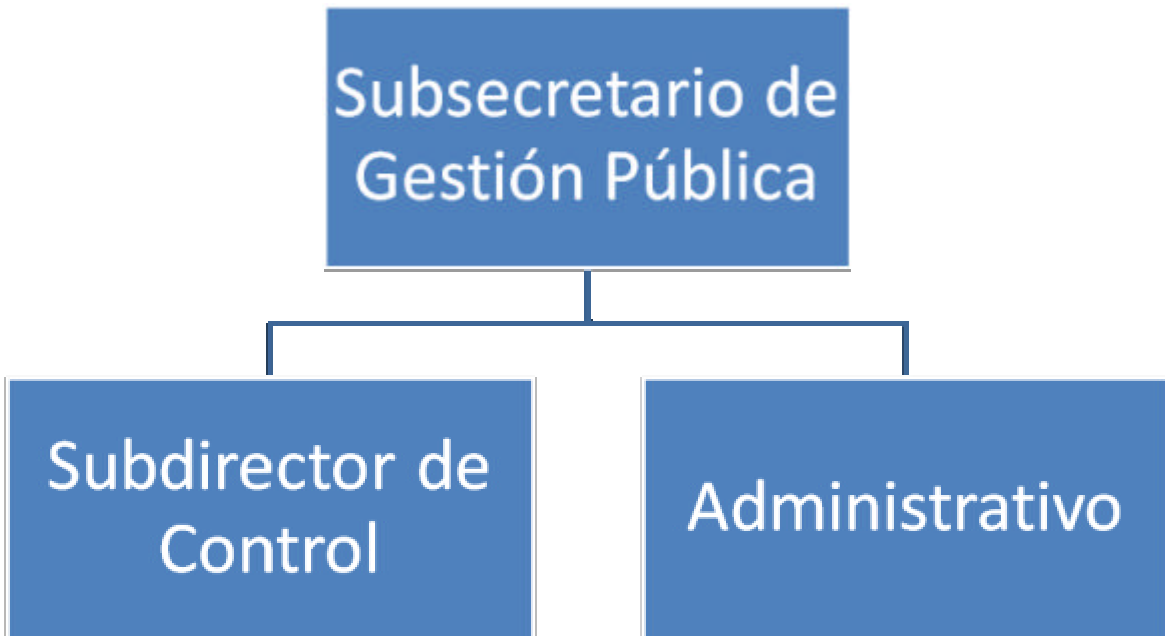 Subsecretario de
Gestión Pública
Subdirector de
Control
Administrativo